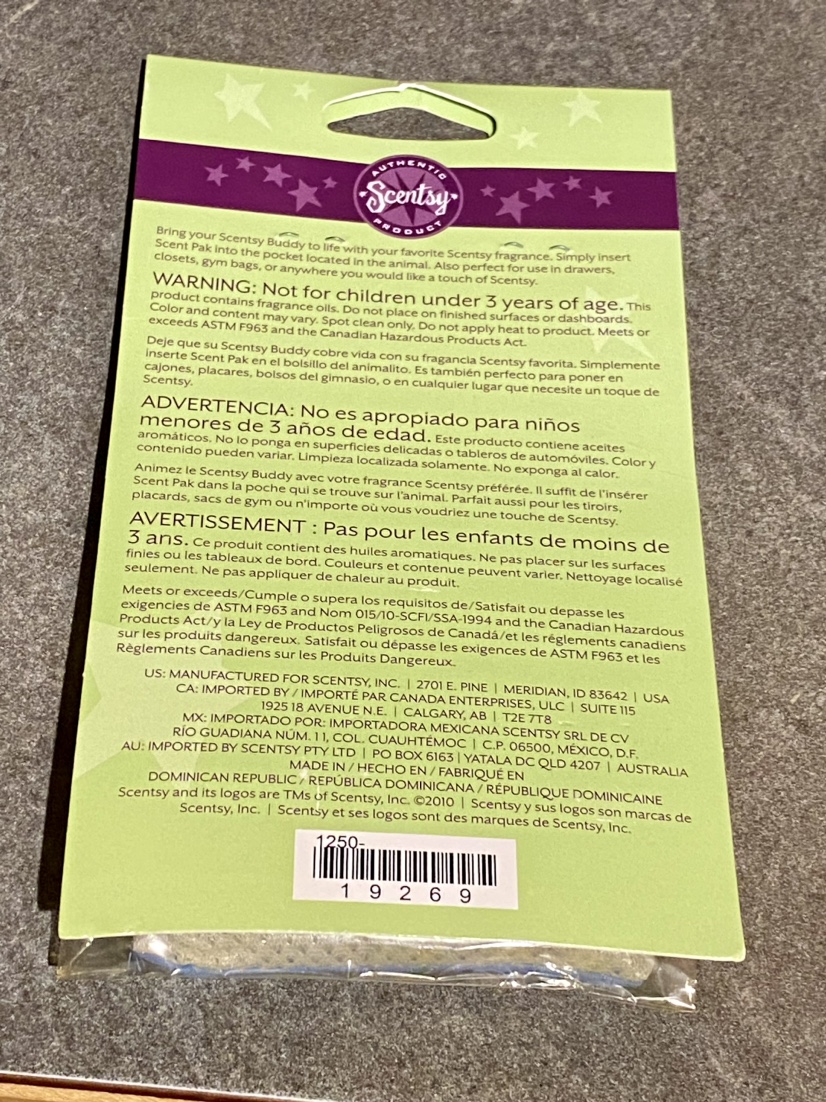 AUTHENTIC
Scentsy
PRODUCT
Bring your Scentsy Buddy to life with your favorite Scentsy fragrance. Simply insert
Scent Pak into the pocket located in the animal. Also perfect for use in drawers,
closets, gym bags, or anywhere you would like a touch of Scentsy.
WARNING: Not for children under 3 years of age. This
product contains fragrance oils. Do not place on finished surfaces or dashboards.
Color and content may vary. Spot clean only. Do not apply heat to product. Meets or
exceeds ASTM F963 and the Canadian Hazardous Products Act.
Deje que su Scentsy Buddy cobre vida con su fragancia Scentsy favorita. Simplemente
inserte Scent Pak en el bolsillo del animalito. Es también perfecto para poner en
cajones, placares, bolsos del gimnasio, o en cualquier lugar que necesite un toque de
Scentsy.
ADVERTENCIA: No es apropiado para niños
menores de 3 años de edad. Este producto contiene aceites
aromáticos. No lo ponga en superficies delicadas o tableros de automóviles. Color y
contenido pueden variar. Limpieza localizada solamente. No exponga al calor.
Animez le Scentsy Buddy avec votre fragrance Scentsy préférée. Il suffit de l'insérer
Scent Pak dans la poche qui se trouve sur l'animal. Parfait aussi pour les tiroirs,
placards, sacs de gym ou n'importe où vous voudriez une touche de Scentsy.
AVERTISSEMENT : Pas pour les enfants de moins de
3 ans. Ce produit contient des huiles aromatiques. Ne pas placer sur les surfaces
finies ou les tableaux de bord. Couleurs et contenue peuvent varier. Nettoyage localisé
seulement. Ne pas appliquer de chaleur au produit.
Meets or exceeds/Cumple o supera los requisitos de/Satisfait ou depasse les
exigencies de ASTM F963 and Nom 015/10-SCFI/SSA-1994 and the Canadian Hazardous
Products Act/y la Ley de Productos Peligrosos de Canadá/et les réglements canadiens
sur les produits dangereux. Satisfait ou dépasse les exigences de ASTM F963 et les
Règlements Canadiens sur les Produits Dangereux.
US: MANUFACTURED FOR SCENTSY, INC. | 2701 E. PINE | MERIDIAN, ID 83642 | USA
CA: IMPORTED BY / IMPORTÉ PAR CANADA ENTERPRISES, ULC | SUITE 115
1925 18 AVENUE N.E. | CALGARY, AB | T2E 7T8
MX: IMPORTADO POR: IMPORTADORA MEXICANA SCENTSY SRL DE CV
RÍO GUADIANA NÚM. 11, COL. CUAUHTÉMOC | C.P. 06500, MÉXICO, D.F.
AU: IMPORTED BY SCENTSY PTY LTD | PO BOX 6163 | YATALA DC QLD 4207 | AUSTRALIA
MADE IN / HECHO EN / FABRIQUÉ EN
DOMINICAN REPUBLIC / REPÚBLICA DOMINICANA / RÉPUBLIQUE DOMINICAINE
Scentsy and its logos are TMs of Scentsy, Inc. ©2010 | Scentsy y sus logos son marcas de
Scentsy, Inc. | Scentsy et ses logos sont des marques de Scentsy, Inc.
1250-
19269